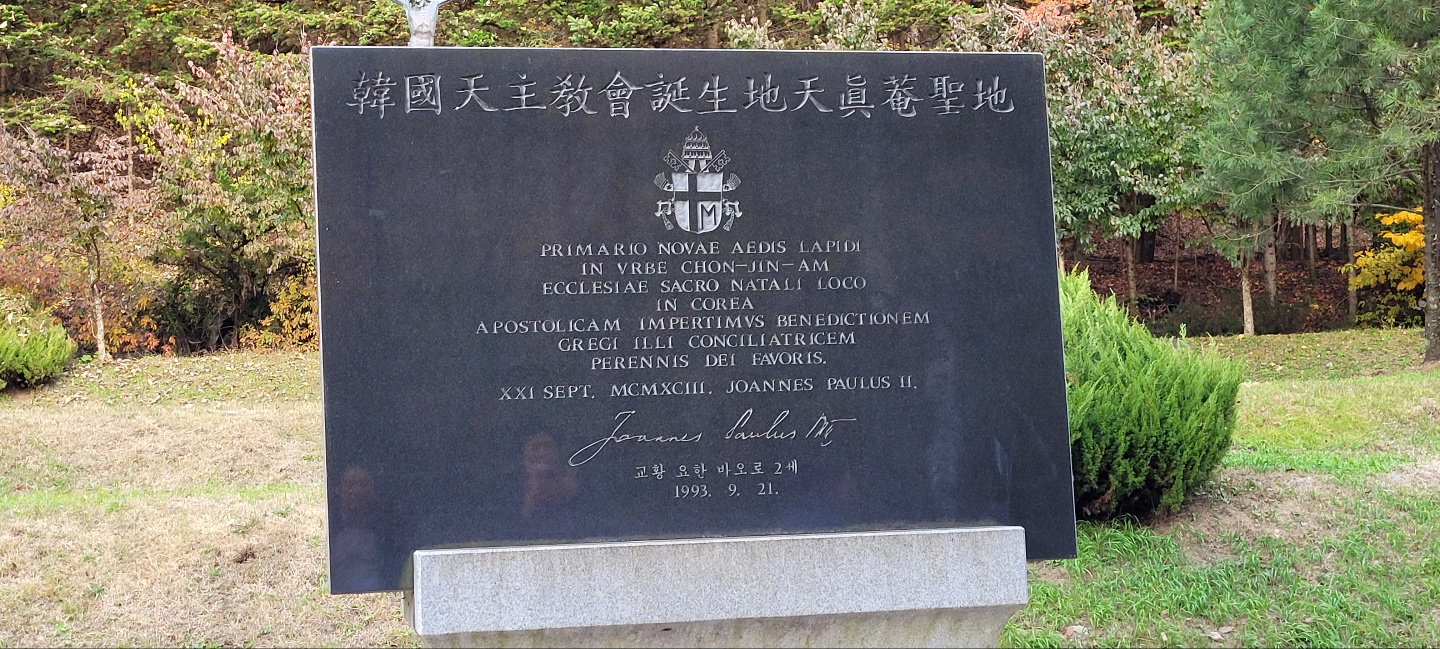 韓國天主敎會誕生地天眞菴聖地
M
PRIMARIO NOVAE AEDIS LAPIDI
IN VRBE CHON-JIN-AM
ECCLESIAE SACRO NATALI LOCO
IN COREA
APOSTOLICAM IMPERTIMVS BENEDICTIONEM
GREGI ILLI CONCILIATRICEM
PERENNIS DEI FAVORIS.
XXI SEPT. MCMXCIII. JOANNES PAULUS II.
Joannes Paulus II
교황 요한 바오로 2세
1993. 9. 21.